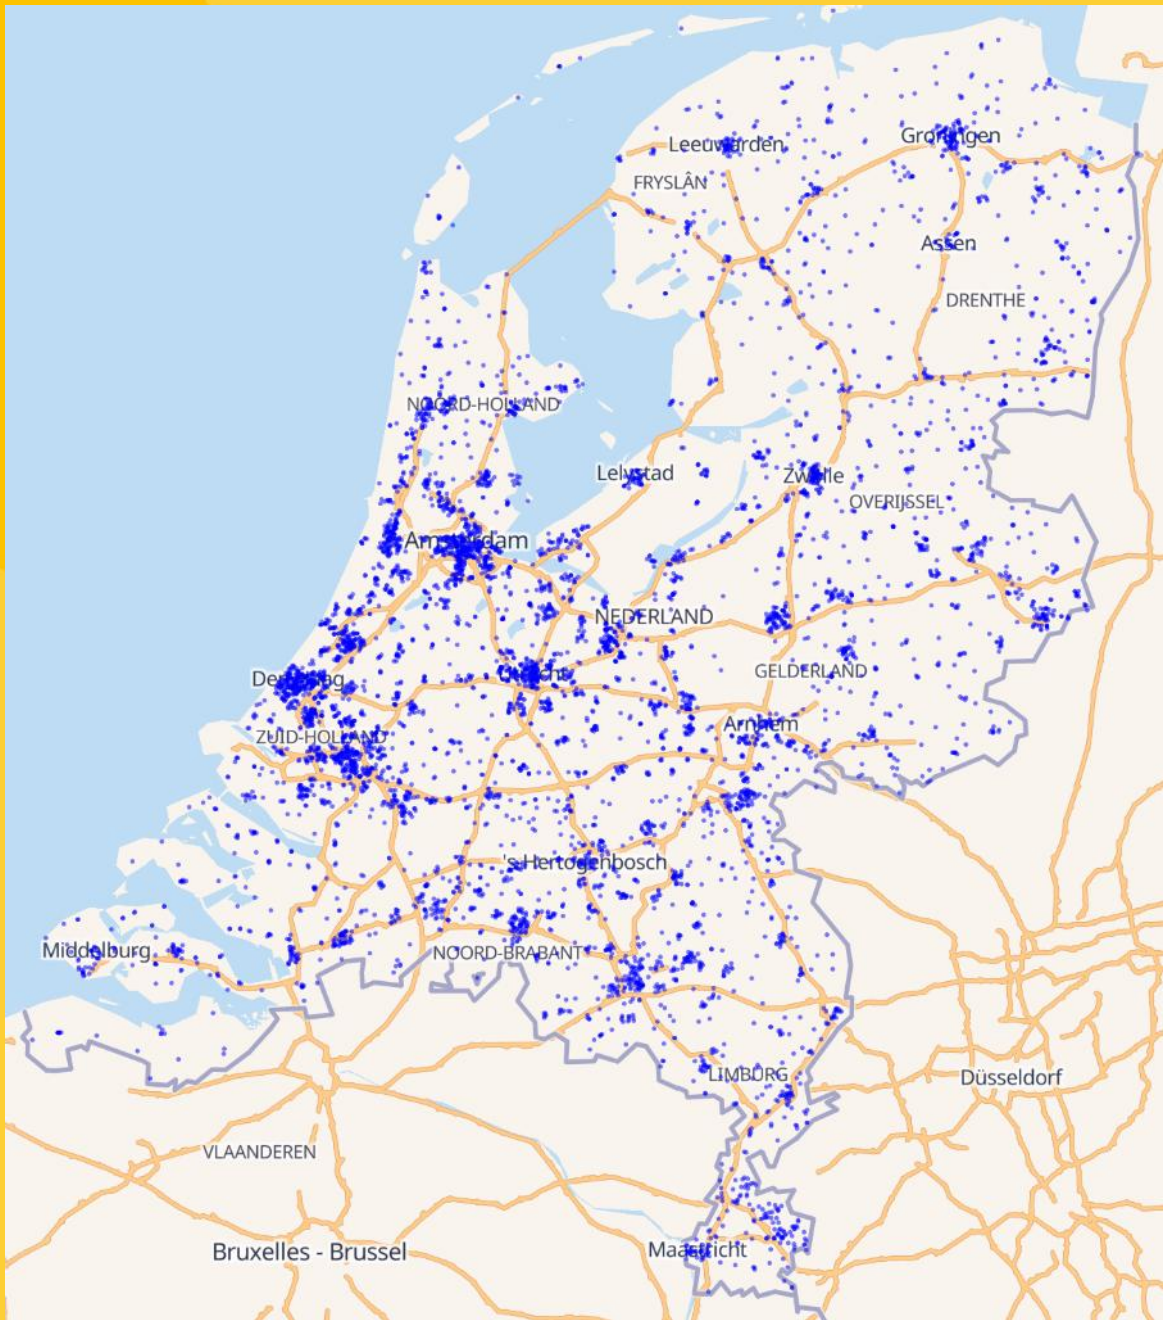 Leeuwarden
Groningen
FRYSLÂN
Assen
DRENTHE
NOORD-HOLLAND
Lelystad
Zwolle
OVERIJSSEL
Amsterdam
NEDERLAND
Den Haag
Utrecht
GELDERLAND
ZUID-HOLLAND
Arnhem
's-Hertogenbosch
Middelburg
NOORD-BRABANT
LIMBURG
Düsseldorf
VLAANDEREN
Bruxelles - Brussel
Maastricht